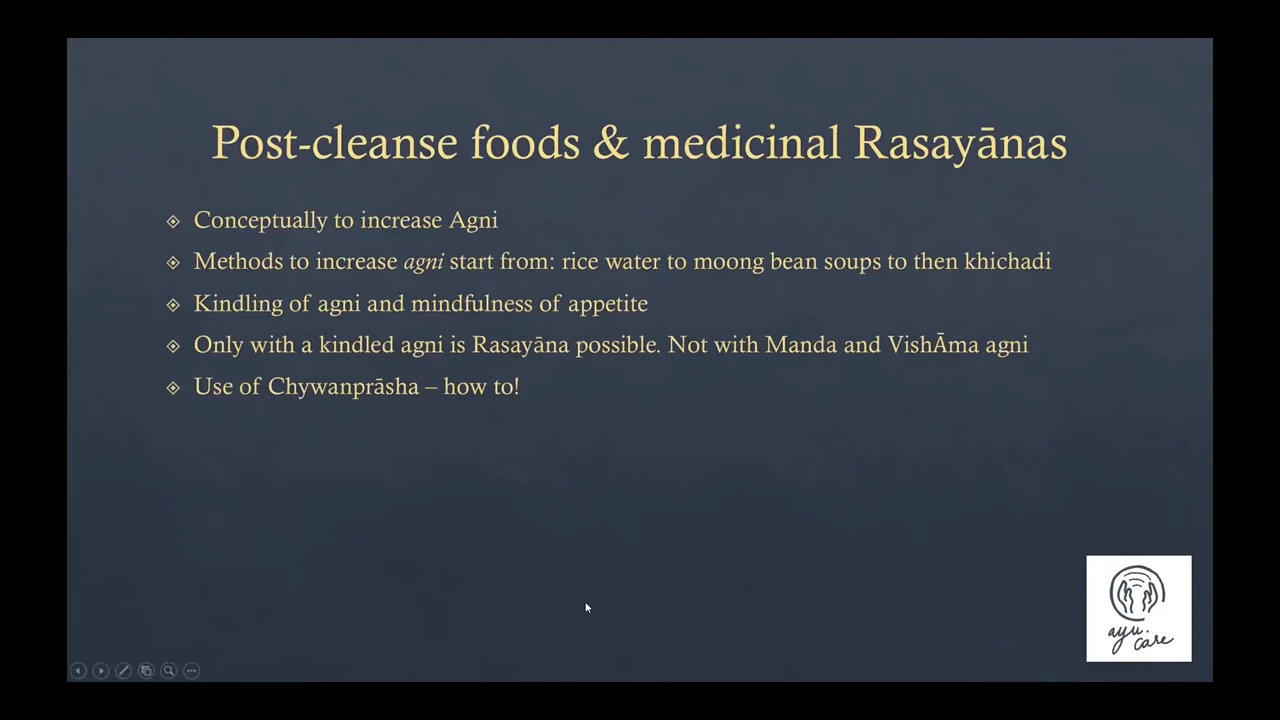 Post-cleanse foods & medicinal Rasayānas
Conceptually to increase Agni
Methods to increase agni start from: rice water to moong bean soups to then khichadi
Kindling of agni and mindfulness of appetite
Only with a kindled agni is Rasayāna possible. Not with Manda and VishĀma agni
Use of Chywanprāsha – how to!
ayu.
care